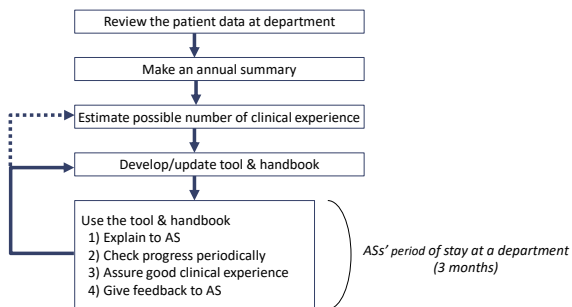 Review the patient data at department
Make an annual summary
Estimate possible number of clinical experience
Develop/update tool & handbook
Use the tool & handbook
1) Explain to AS
2) Check progress periodically
3) Assure good clinical experience
4) Give feedback to AS
ASs' period of stay at a department
(3 months)